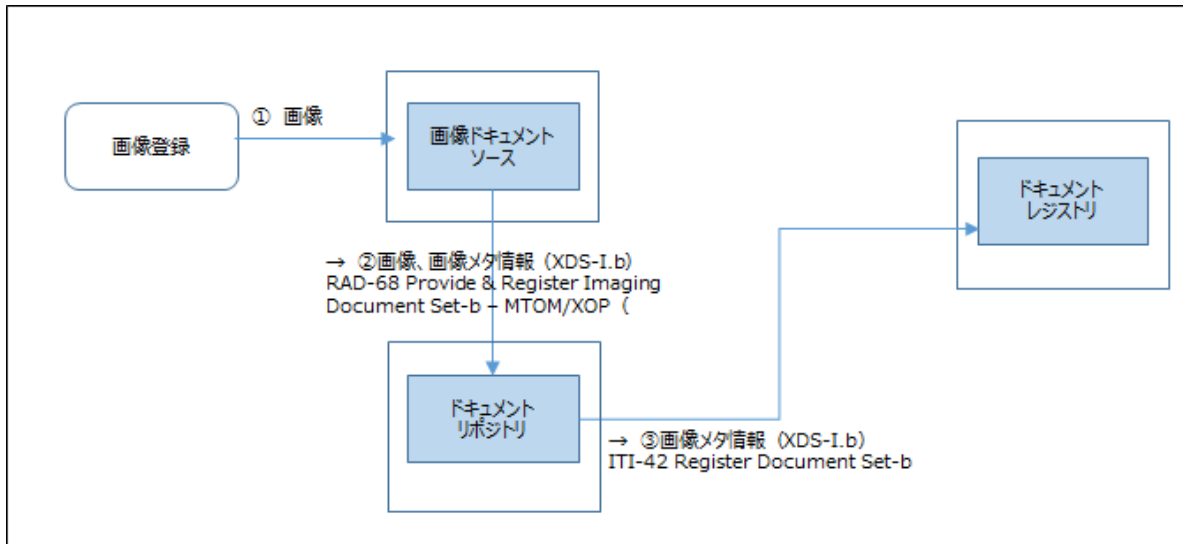 画像登録
① 画像
画像ドキュメント
ソース
ドキュメント
レジストリ
→ ②画像、画像メタ情報（XDS-I.b）
RAD-68 Provide & Register Imaging
Document Set-b – MTOM/XOP（
ドキュメント
リポジトリ
→ ③画像メタ情報（XDS-I.b）
ITI-42 Register Document Set-b